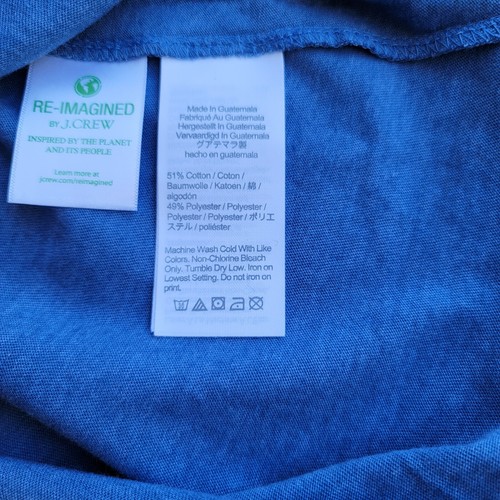 RE-IMAGINED
BY J.CREW
INSPIRED BY THE PLANET
AND ITS PEOPLE
Learn more at
jcrew.com/reimagined
Made In Guatemala
Fabriqué Au Guatemala
Hergestellt In Guatemala
Vervaardigd In Guatemala
グアテマラ製
hecho en guatemala
51% Cotton / Coton /
Baumwolle / Katoen / 綿 /
algodón
49% Polyester / Polyester /
Polyester / Polyester / ポリエ
ステル / poliéster
Machine Wash Cold With Like
Colors. Non-Chlorine Bleach
Only. Tumble Dry Low. Iron on
Lowest Setting. Do not iron on
print.